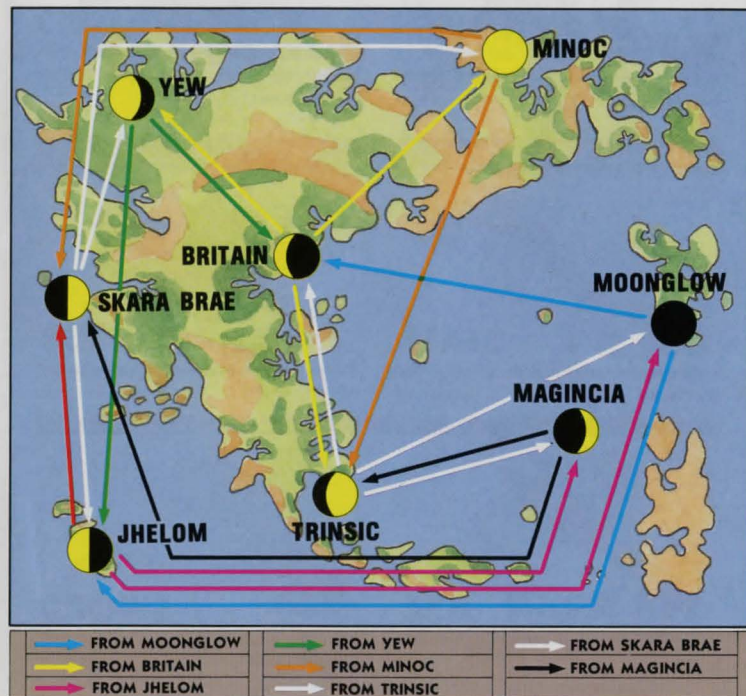 MINOC
YEW
BRITAIN
MOONGLOW
SKARA BRAE
MAGINCIA
JHELOM
TRINSIC
FROM MOONGLOW
FROM YEW
FROM SKARA BRAE
FROM BRITAIN
FROM MINOC
FROM MAGINCIA
FROM JHELOM
FROM TRINSIC